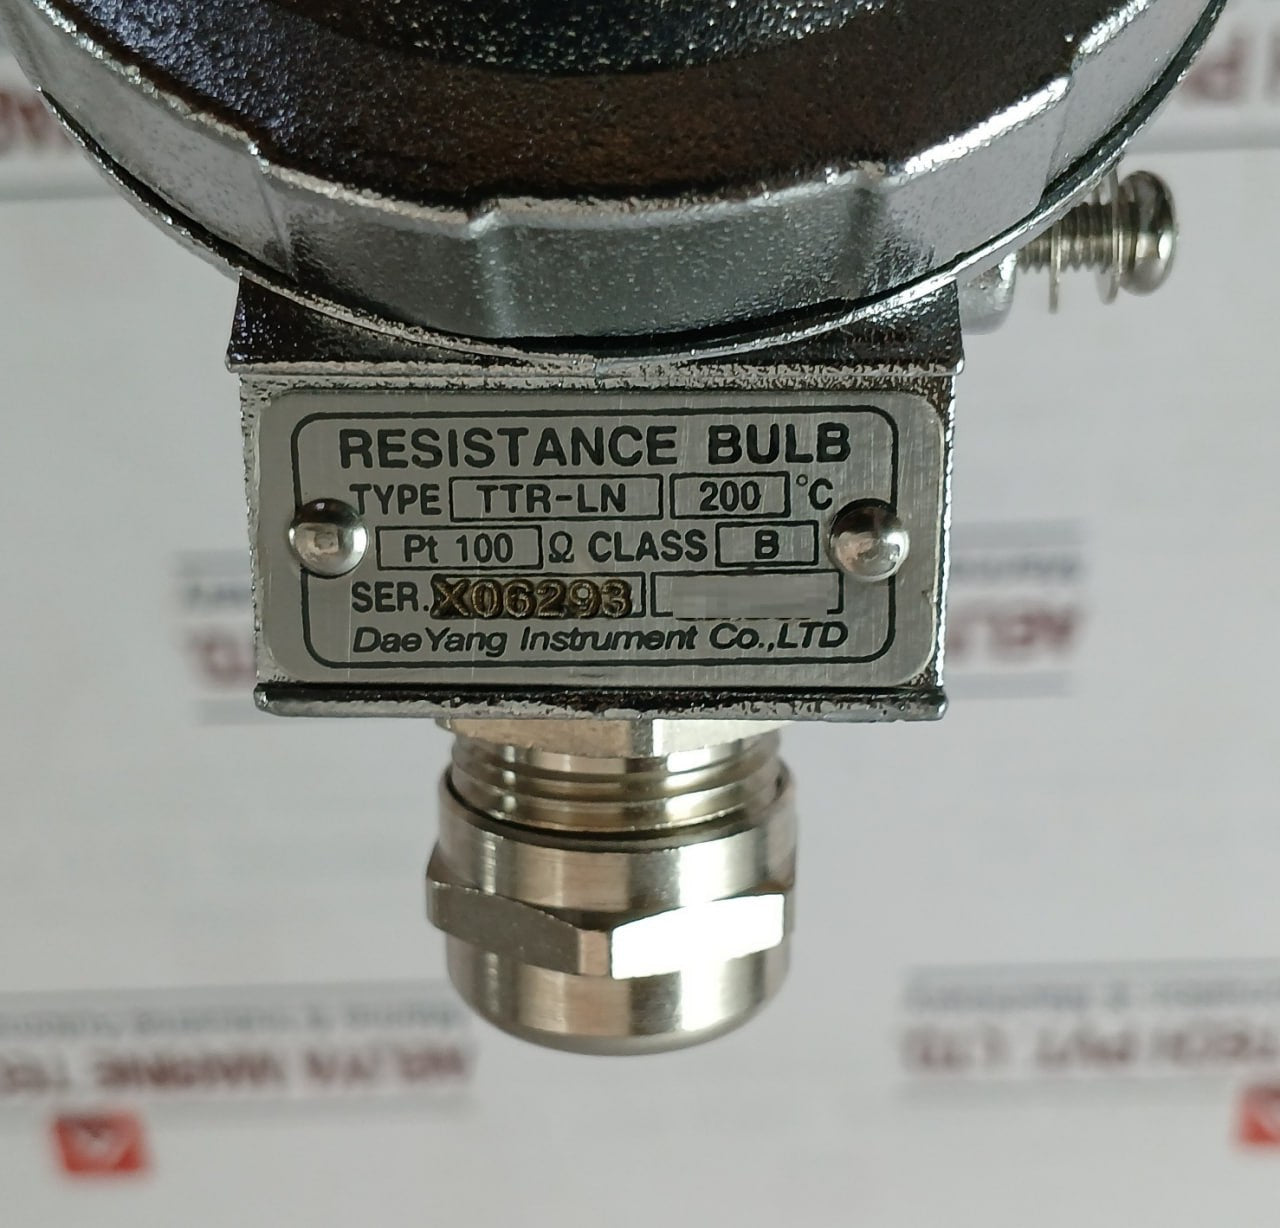 RESISTANCE BULB
TYPE TTR-LN 200 °C
Pt 100 Ω CLASS B
SER. X06293
DaeYang Instrument Co.,LTD